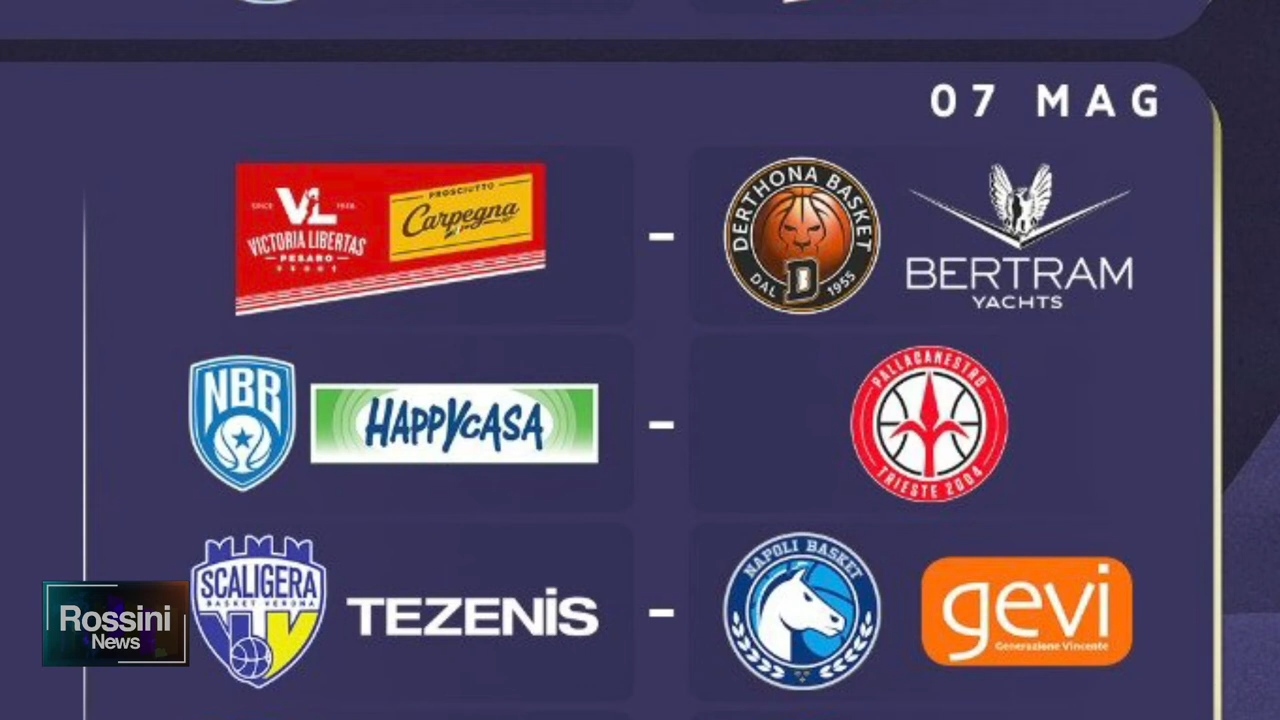 07 MAG
SINCE VL 1946
VICTORIA LIBERTAS
PESARO
PROSCIUTTO
Carpegna
-
DERTHONA BASKET
D
DAL 1955
BERTRAM
YACHTS
NBB
HAPPYCASA
-
PALLACANESTRO
TRIESTE 2004
SCALIGERA
BASKET VERONA
TEZENIS
-
NAPOLI BASKET
gevi
Generazione Vincente
Rossini
News